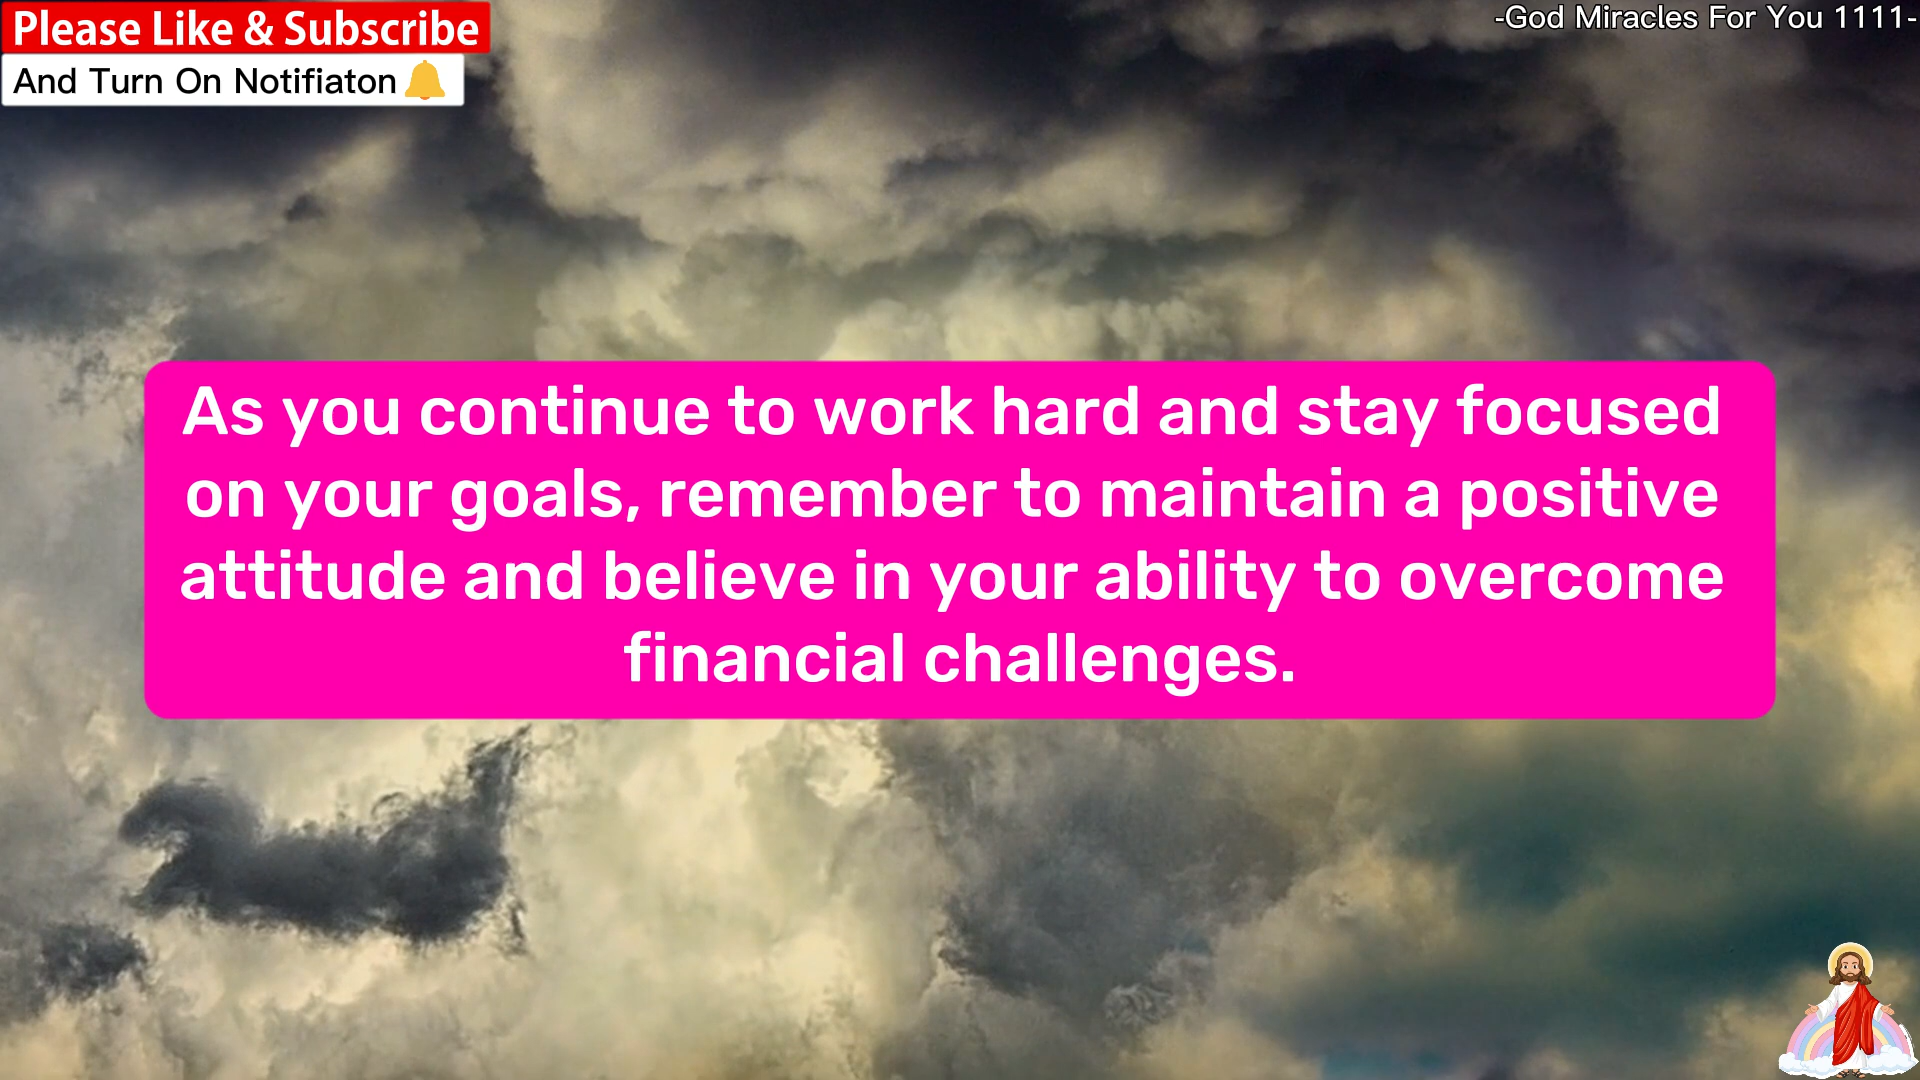 Please Like & Subscribe
And Turn On Notifiaton
-God Miracles For You 1111-
As you continue to work hard and stay focused
on your goals, remember to maintain a positive
attitude and believe in your ability to overcome
financial challenges.